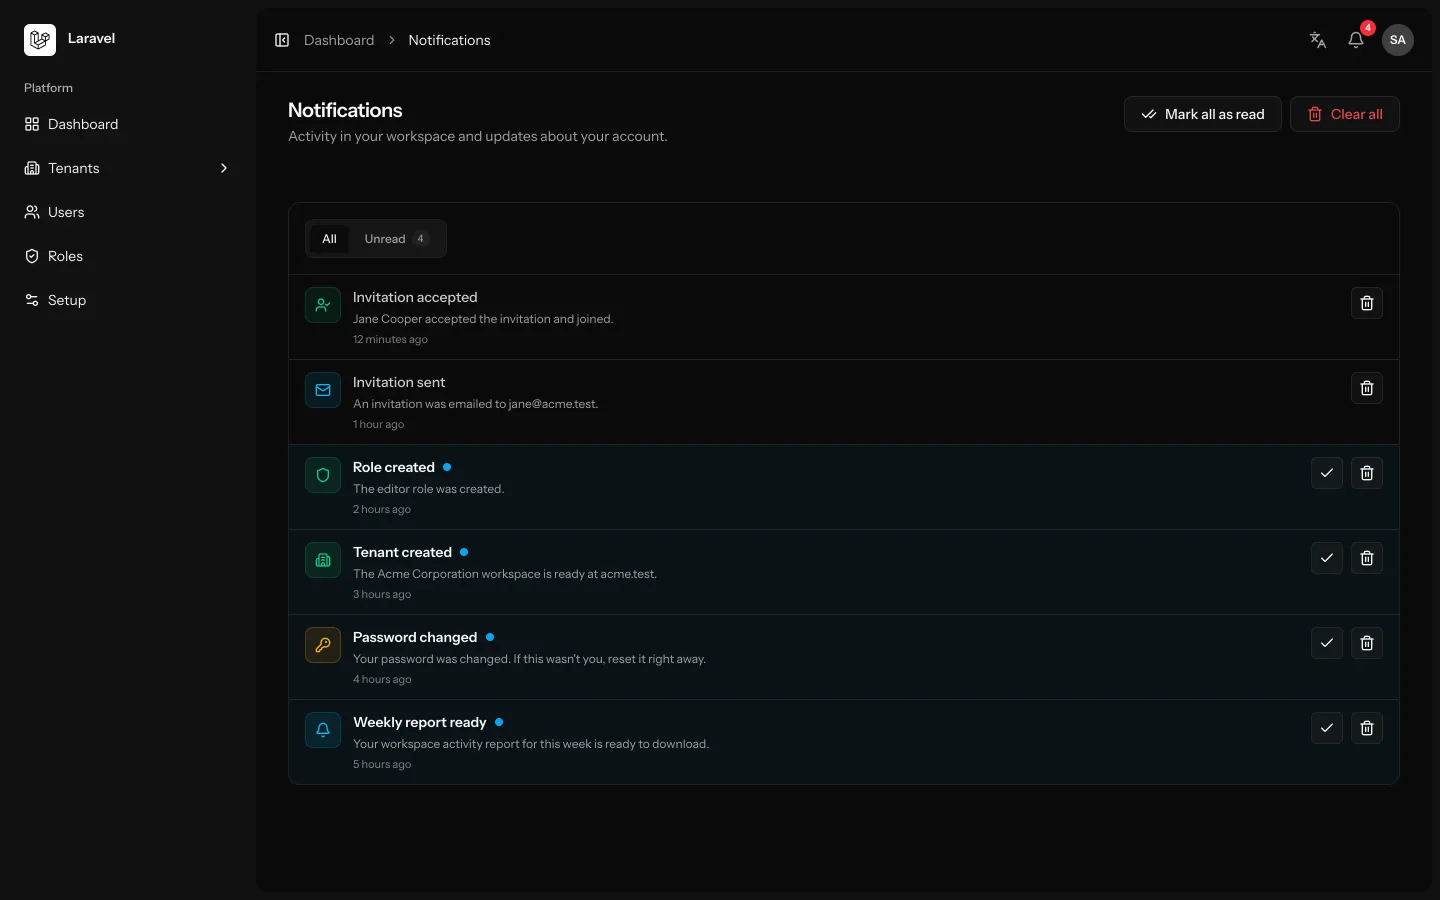 Laravel
Platform
Dashboard
Tenants
Users
Roles
Setup
Dashboard > Notifications
4
SA
Notifications
Activity in your workspace and updates about your account.
Mark all as read
Clear all
All
Unread 4
Invitation accepted
Jane Cooper accepted the invitation and joined.
12 minutes ago
Invitation sent
An invitation was emailed to jane@acme.test.
1 hour ago
Role created
The editor role was created.
2 hours ago
Tenant created
The Acme Corporation workspace is ready at acme.test.
3 hours ago
Password changed
Your password was changed. If this wasn't you, reset it right away.
4 hours ago
Weekly report ready
Your workspace activity report for this week is ready to download.
5 hours ago